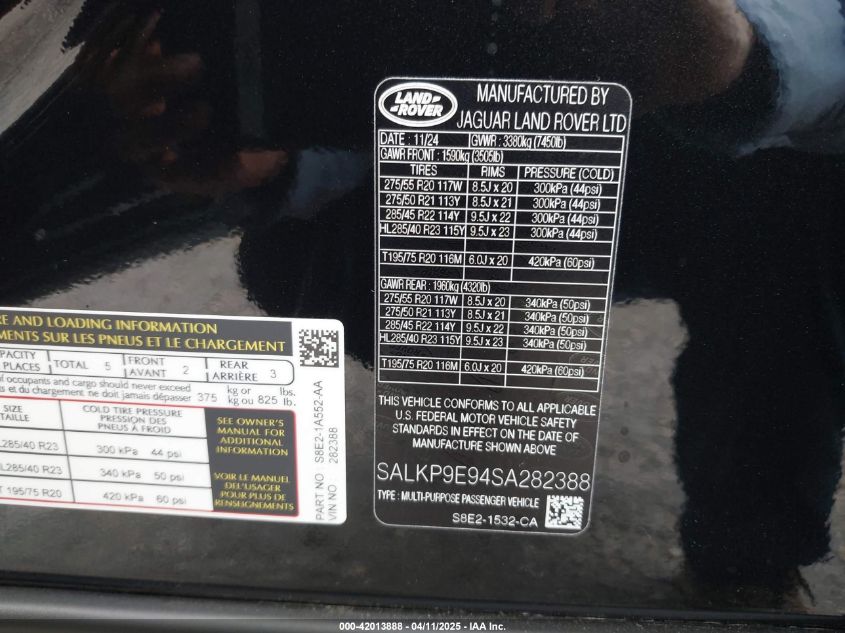 LAND ROVER
MANUFACTURED BY
JAGUAR LAND ROVER LTD
DATE : 11/24 GVWR : 3380kg (7450lb)
GAWR FRONT : 1590kg (3505lb)
TIRES RIMS PRESSURE (COLD)
275/55 R20 117W 8.5J x 20 300kPa (44psi)
275/50 R21 113Y 8.5J x 21 300kPa (44psi)
285/45 R22 114Y 9.5J x 22 300kPa (44psi)
HL285/40 R23 115Y 9.5J x 23 300kPa (44psi)
T195/75 R20 116M 6.0J x 20 420kPa (60psi)
GAWR REAR : 1960kg (4320lb)
275/55 R20 117W 8.5J x 20 340kPa (50psi)
275/50 R21 113Y 8.5J x 21 340kPa (50psi)
285/45 R22 114Y 9.5J x 22 340kPa (50psi)
HL285/40 R23 115Y 9.5J x 23 340kPa (50psi)
T195/75 R20 116M 6.0J x 20 420kPa (60psi)
THIS VEHICLE CONFORMS TO ALL APPLICABLE
U.S. FEDERAL MOTOR VEHICLE SAFETY
STANDARDS IN EFFECT ON THE DATE OF
MANUFACTURE SHOWN ABOVE.
SALKP9E94SA282388
TYPE : MULTI-PURPOSE PASSENGER VEHICLE
S8E2-1532-CA
RE AND LOADING INFORMATION
EMENTS SUR LES PNEUS ET LE CHARGEMENT
PACITY TOTAL 5 FRONT 2 REAR 3
PLACES AVANT ARRIÈRE
of occupants and cargo should never exceed 375 kg or 825 lbs.
ts et du chargement ne doit jamais dépasser kg ou lb.
SIZE COLD TIRE PRESSURE
TAILLE PRESSION DES
PNEUS À FROID
L285/40 R23 300 kPa 44 psi
L285/40 R23 340 kPa 50 psi
T 195/75 R20 420 kPa 60 psi
SEE OWNER'S
MANUAL FOR
ADDITIONAL
INFORMATION
VOIR LE MANUEL
DE L'USAGER
POUR PLUS DE
RENSEIGNEMENTS
PART NO : S8E2-1A552-AA
VIN NO : 282388
000-42013888 - 04/11/2025 - IAA Inc.